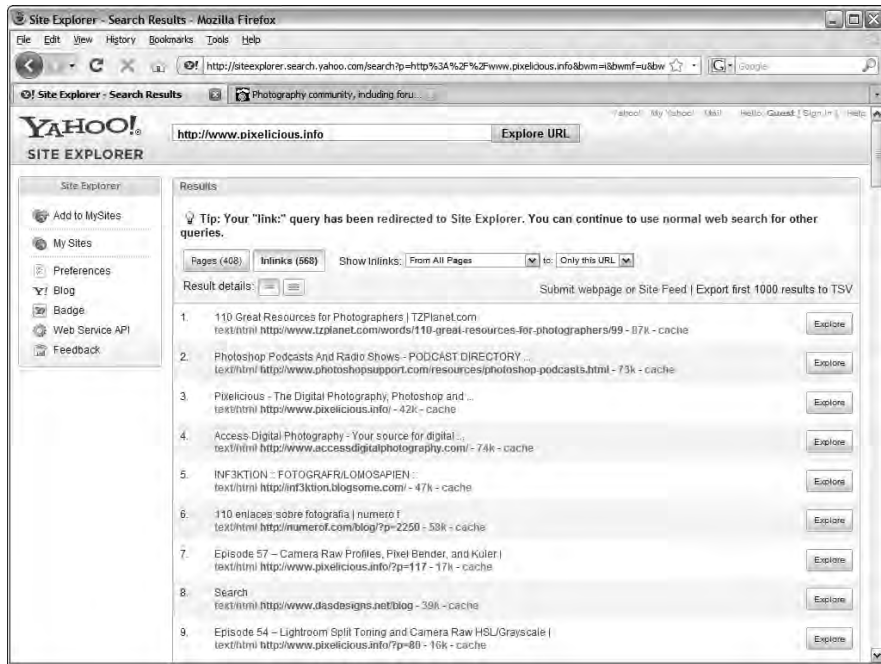 Site Explorer - Search Results - Mozilla Firefox
File Edit View History Bookmarks Tools Help
http://siteexplorer.search.yahoo.com/search?p=http%3A%2F%2Fwww.pixelicious.info&bwm=i&bwmf=u&bw
Google
Site Explorer - Search Results
Photography community, including foru...
Yahoo! My Yahoo! Mail Hello Guest [ Sign In ] Help
YAHOO!
SITE EXPLORER
http://www.pixelicious.info Explore URL
Site Explorer
Add to MySites
My Sites
Preferences
Blog
Badge
Web Service API
Feedback
Results
Tip: Your "link:" query has been redirected to Site Explorer. You can continue to use normal web search for other
queries.
Pages (408) Inlinks (568) Show Inlinks: From All Pages to: Only this URL
Result details:
Submit webpage or Site Feed | Export first 1000 results to TSV
1. 110 Great Resources for Photographers | TZPlanet.com
text/html http://www.tzplanet.com/words/110-great-resources-for-photographers/99 - 87k - cache
Explore
2. Photoshop Podcasts And Radio Shows - PODCAST DIRECTORY ...
text/html http://www.photoshopsupport.com/resources/photoshop-podcasts.html - 73k - cache
Explore
3. Pixelicious - The Digital Photography, Photoshop and ...
text/html http://www.pixelicious.info/ - 42k - cache
Explore
4. Access Digital Photography - Your source for digital ...
text/html http://www.accessdigitalphotography.com/ - 74k - cache
Explore
5. INF3KTION :: FOTOGRAFR/LOMOSAPIEN ::
text/html http://inf3ktion.blogsome.com/ - 47k - cache
Explore
6. 110 enlaces sobre fotografia | numero f
text/html http://numerof.com/blog/?p=2250 - 58k - cache
Explore
7. Episode 57 – Camera Raw Profiles, Pixel Bender, and Kuler |
text/html http://www.pixelicious.info/?p=117 - 17k - cache
Explore
8. Search
text/html http://www.dasdesigns.net/blog - 39k - cache
Explore
9. Episode 54 – Lightroom Split Toning and Camera Raw HSL/Grayscale |
text/html http://www.pixelicious.info/?p=80 - 16k - cache
Explore